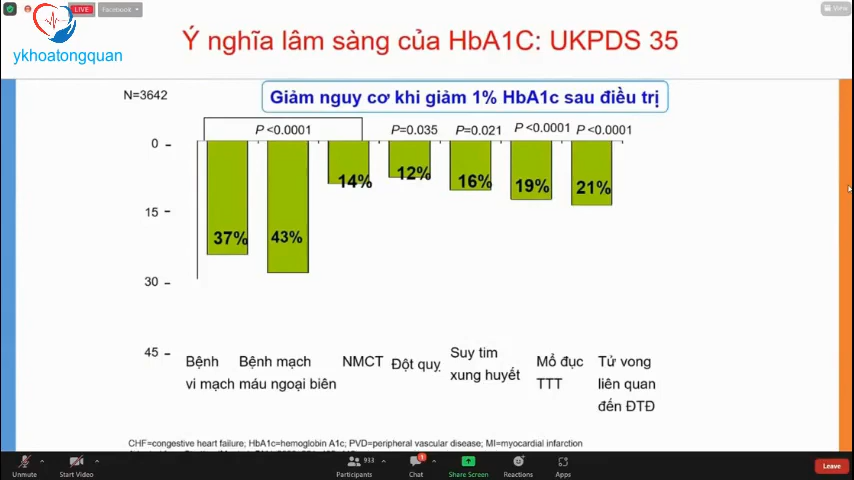 LIVE
Facebook
View
ykhoatongquan
Ý nghĩa lâm sàng của HbA1C: UKPDS 35
N=3642
Giảm nguy cơ khi giảm 1% HbA1c sau điều trị
P <0.0001
P=0.035
P=0.021
P <0.0001
P <0.0001
0
15
30
45
37%
43%
14%
12%
16%
19%
21%
Bệnh
vi mạch
Bệnh mạch
máu ngoại biên
NMCT
Đột quỵ
Suy tim
xung huyết
Mổ đục
TTT
Tử vong
liên quan
đến ĐTĐ
CHF=congestive heart failure; HbA1c=hemoglobin A1c; PVD=peripheral vascular disease; MI=myocardial infarction
Unmute
Start Video
933
Participants
1
Chat
Share Screen
Reactions
Apps
Leave